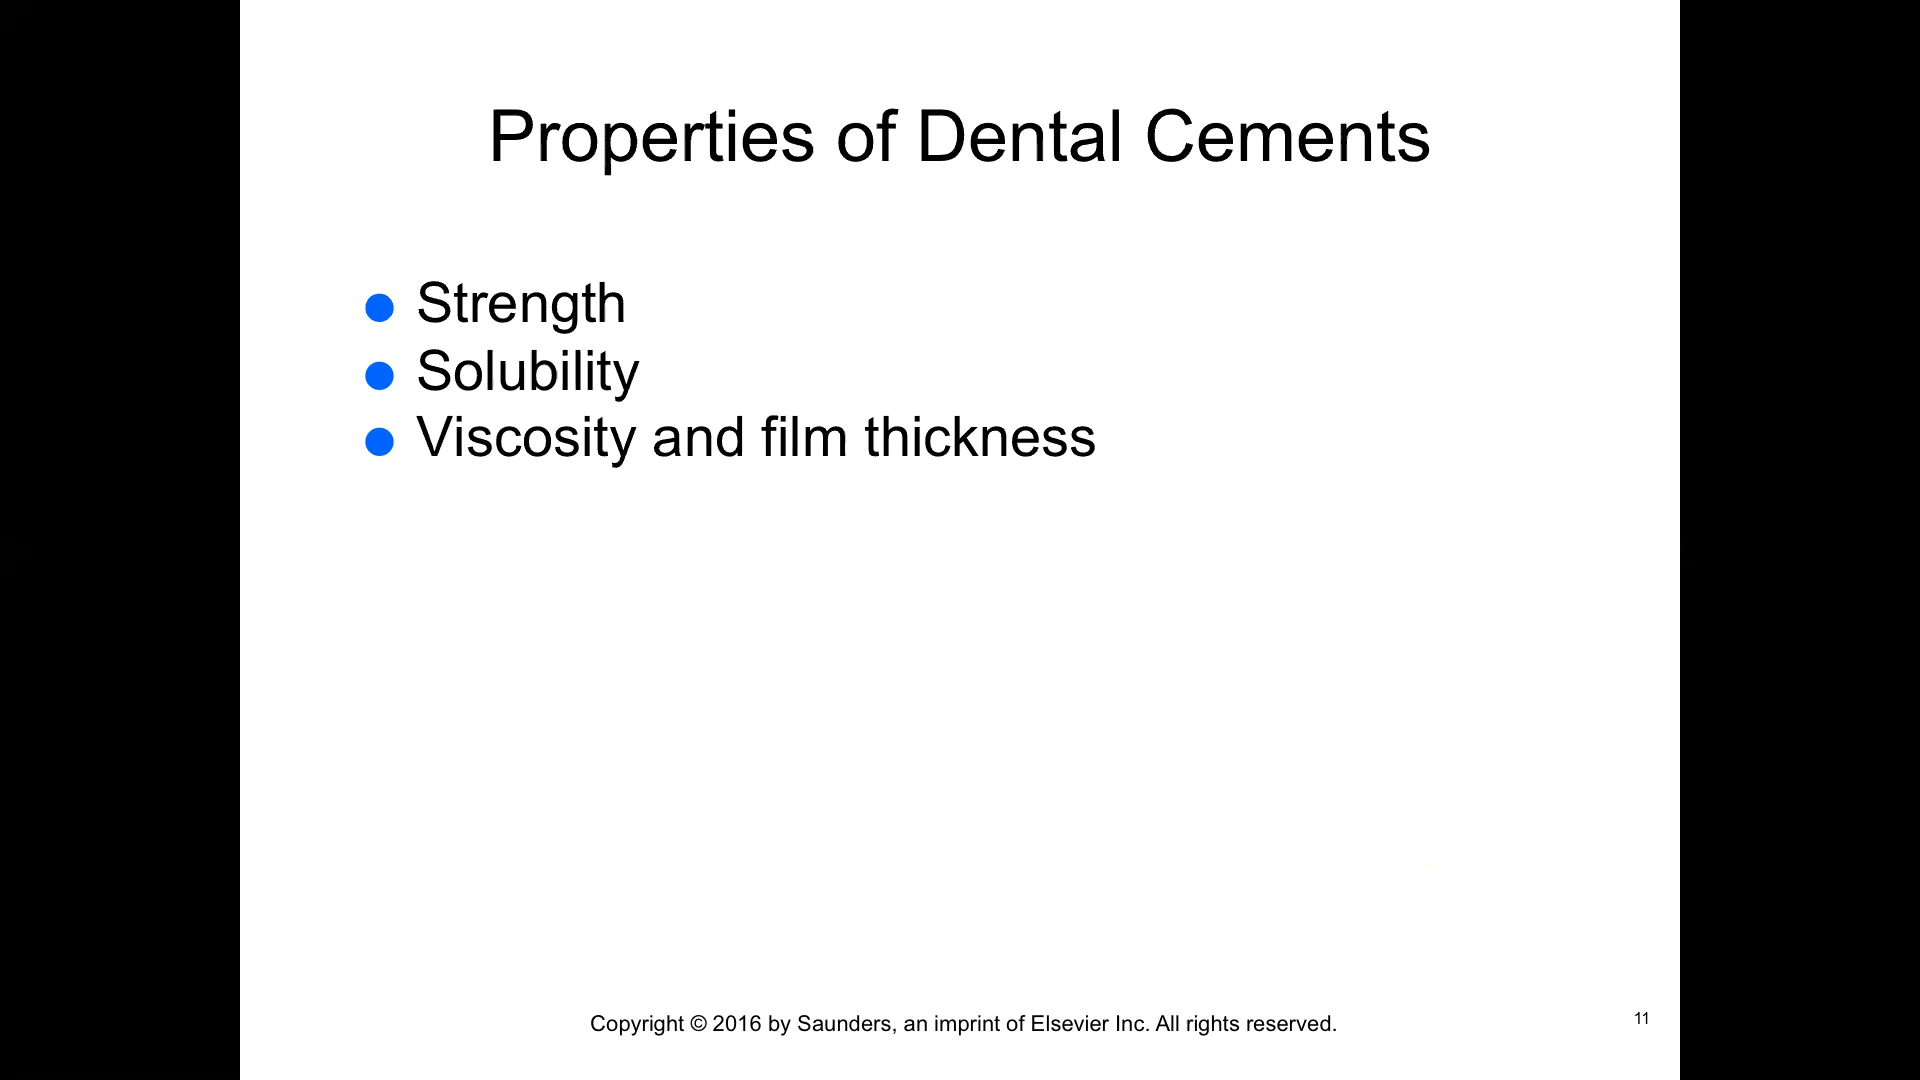 Properties of Dental Cements
Strength
Solubility
Viscosity and film thickness
Copyright © 2016 by Saunders, an imprint of Elsevier Inc. All rights reserved.
11